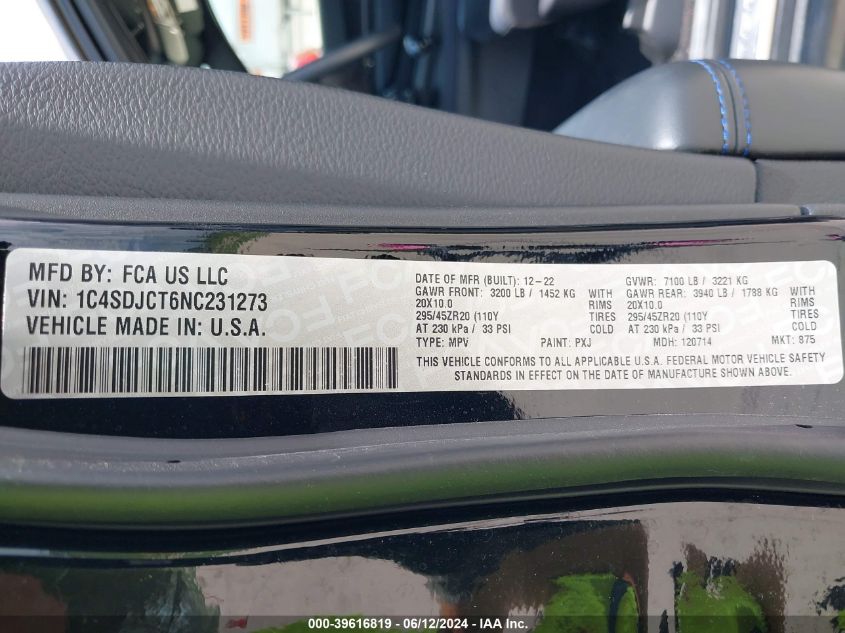 MFD BY: FCA US LLC
VIN: 1C4SDJCT6NC231273
VEHICLE MADE IN: U.S.A.
DATE OF MFR (BUILT): 12-22 GVWR: 7100 LB / 3221 KG
GAWR FRONT: 3200 LB / 1452 KG WITH GAWR REAR: 3940 LB / 1788 KG WITH
20X10.0 RIMS 20X10.0 RIMS
295/45ZR20 (110Y TIRES 295/45ZR20 (110Y TIRES
AT 230 kPa / 33 PSI COLD AT 230 kPa / 33 PSI COLD
TYPE: MPV PAINT: PXJ MDH: 120714 MKT: 875
THIS VEHICLE CONFORMS TO ALL APPLICABLE U.S.A. FEDERAL MOTOR VEHICLE SAFETY
STANDARDS IN EFFECT ON THE DATE OF MANUFACTURE SHOWN ABOVE.
000-39616819 - 06/12/2024 - IAA Inc.